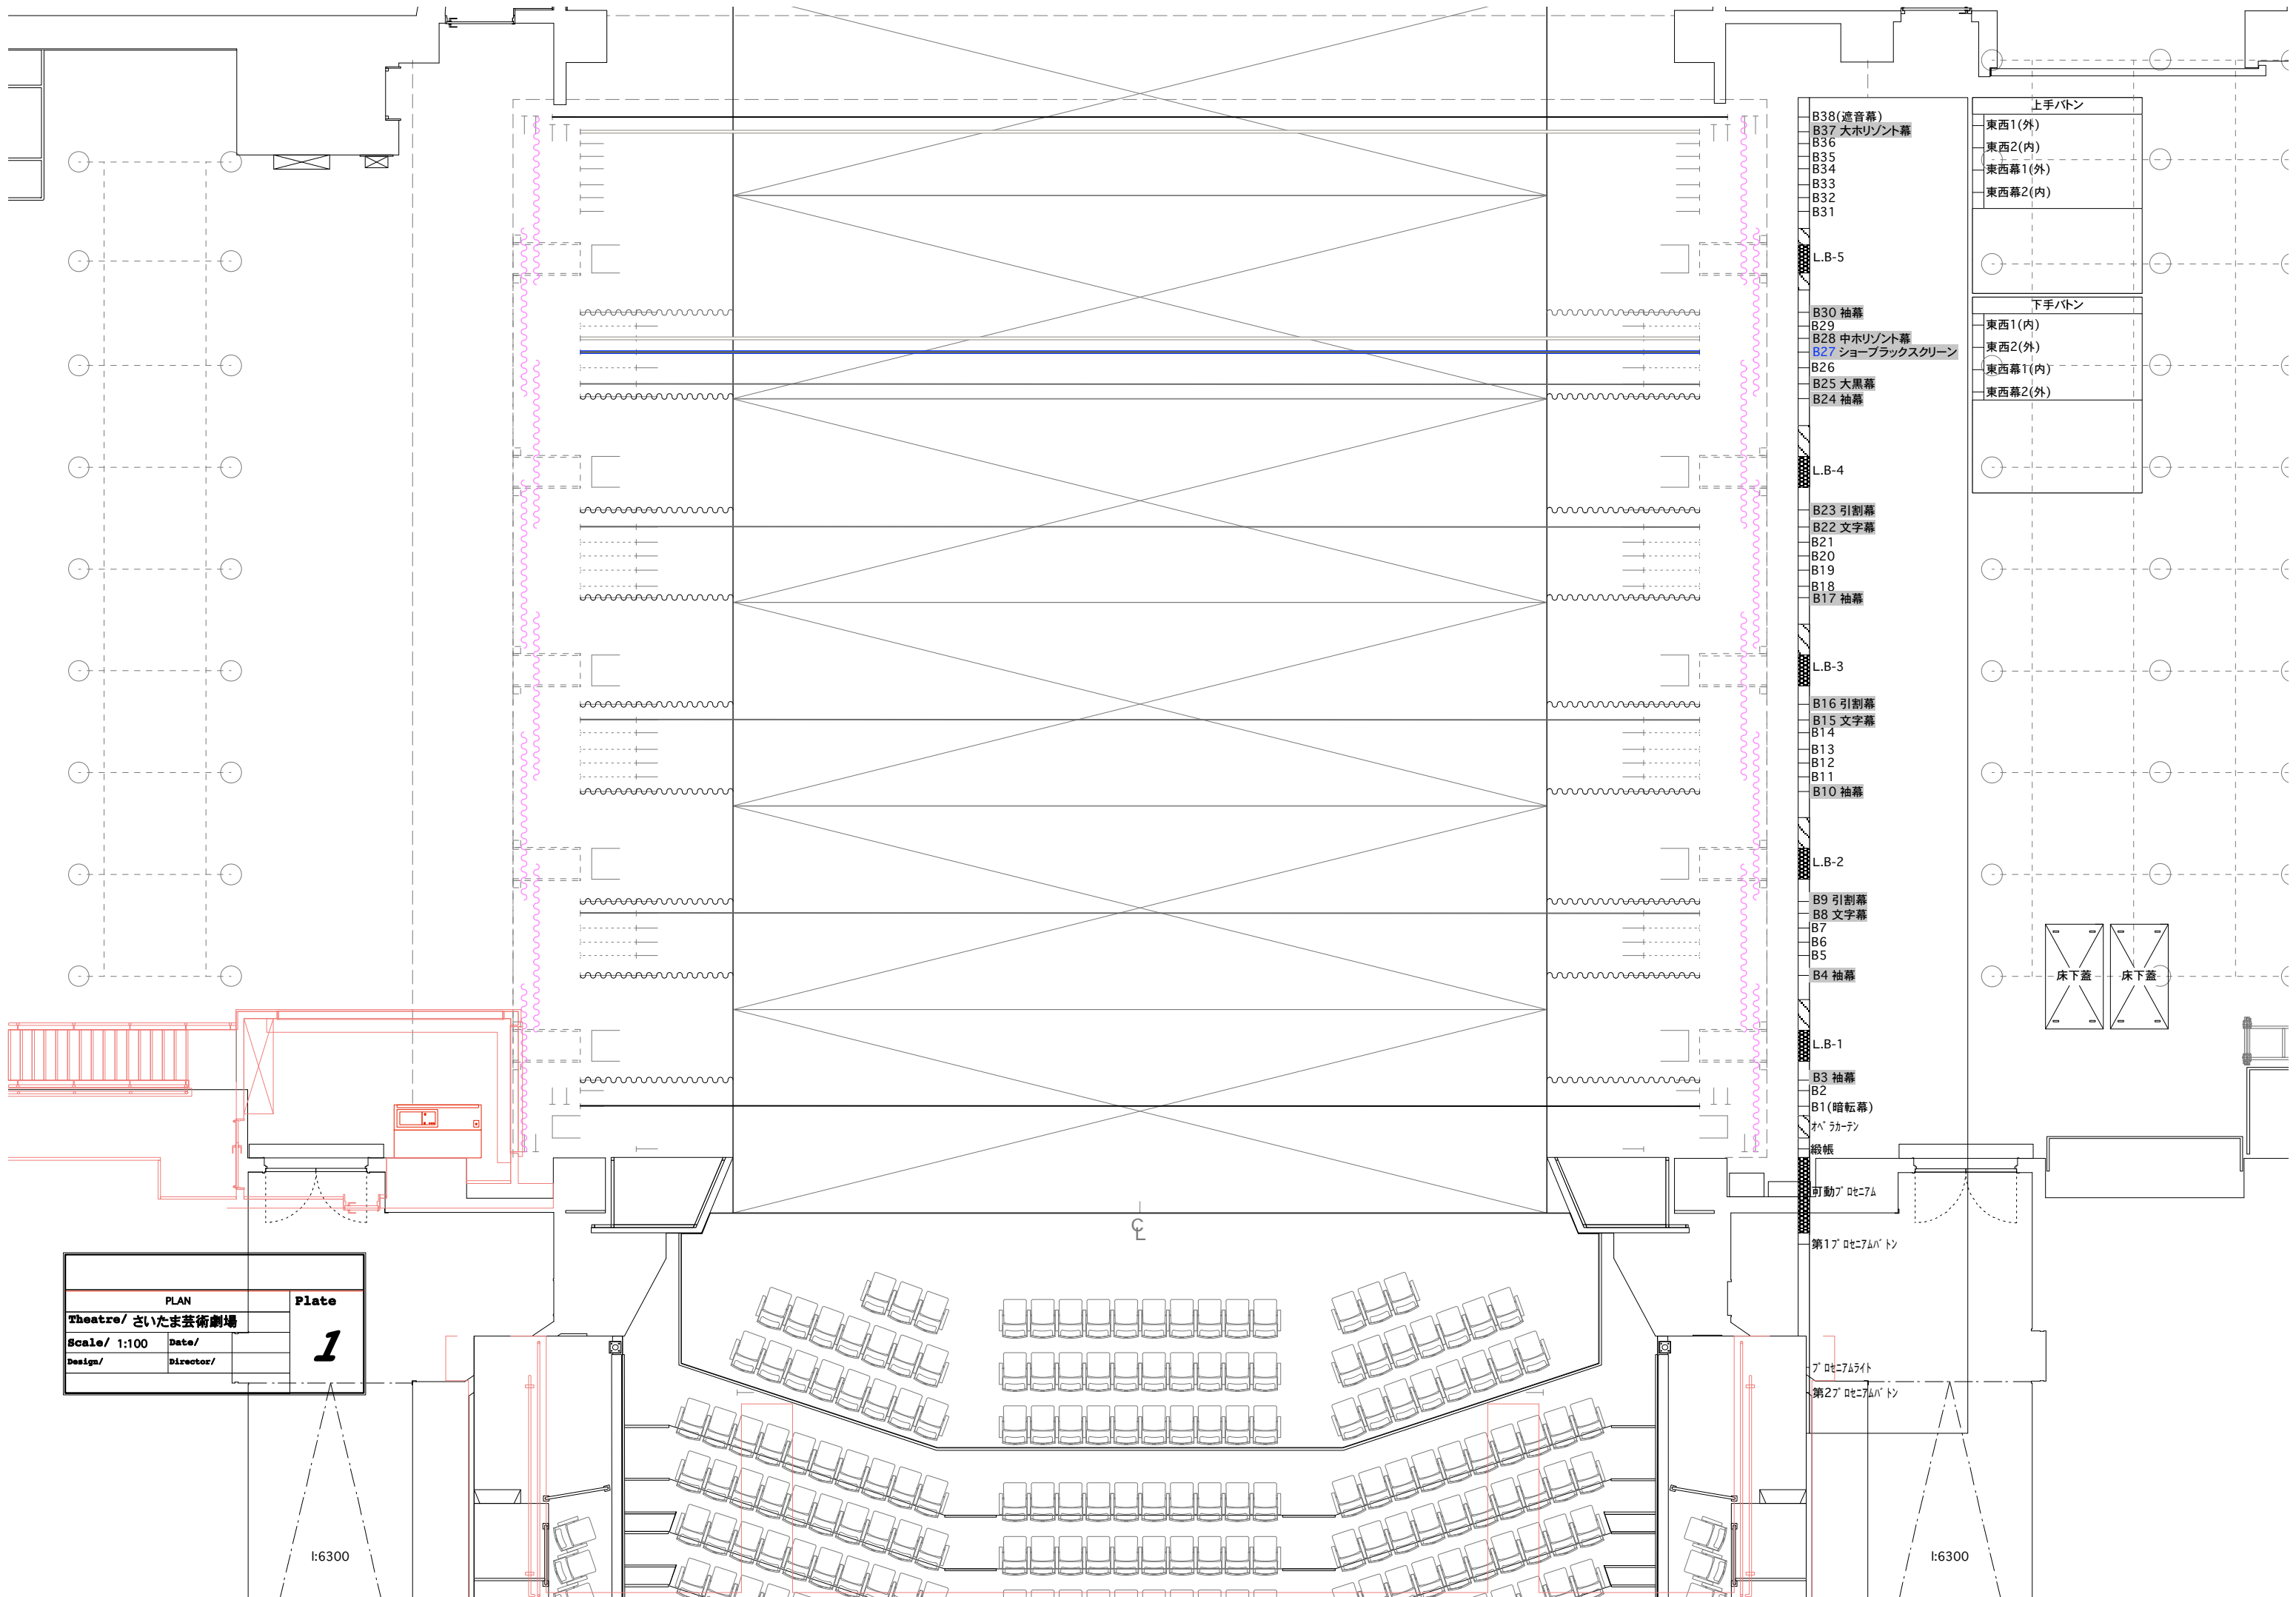 B38(遮音幕)
B37 大ホリゾント幕
B36
B35
B34
B33
B32
B31
L.B-5
B30 袖幕
B29
B28 中ホリゾント幕
B27 ショーブラックスクリーン
B26
B25 大黒幕
B24 袖幕
L.B-4
B23 引割幕
B22 文字幕
B21
B20
B19
B18
B17 袖幕
L.B-3
B16 引割幕
B15 文字幕
B14
B13
B12
B11
B10 袖幕
L.B-2
B9 引割幕
B8 文字幕
B7
B6
B5
B4 袖幕
L.B-1
B3 袖幕
B2
B1(暗転幕)
オペラカーテン
緞帳
可動プロセニアム
第1プロセニアムバトン
プロセニアムライト
第2プロセニアムバトン
上手バトン
東西1(外)
東西2(内)
東西幕1(外)
東西幕2(内)
下手バトン
東西1(内)
東西2(外)
東西幕1(内)
東西幕2(外)
床下蓋
床下蓋
CL
PLAN
Plate
Theatre/ さいたま芸術劇場
Scale/ 1:100
Date/
1
Design/
Director/
l:6300
l:6300